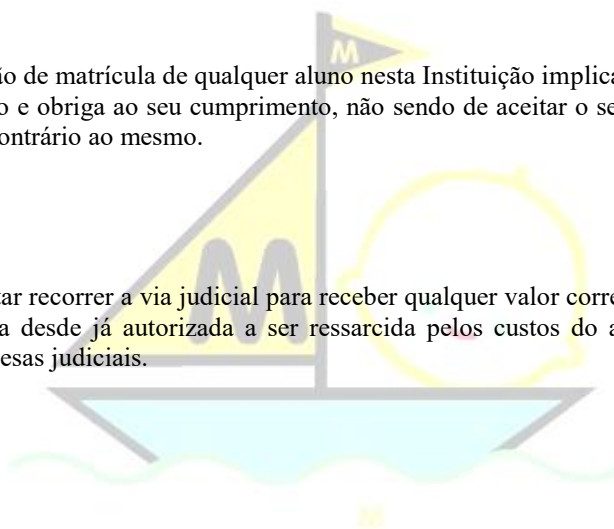 M
ão de matrícula de qualquer aluno nesta Instituição implica
o e obriga ao seu cumprimento, não sendo de aceitar o se
ontrário ao mesmo.
M
tar recorrer a via judicial para receber qualquer valor corre
a desde já autorizada a ser ressarcida pelos custos do a
esas judiciais.
M